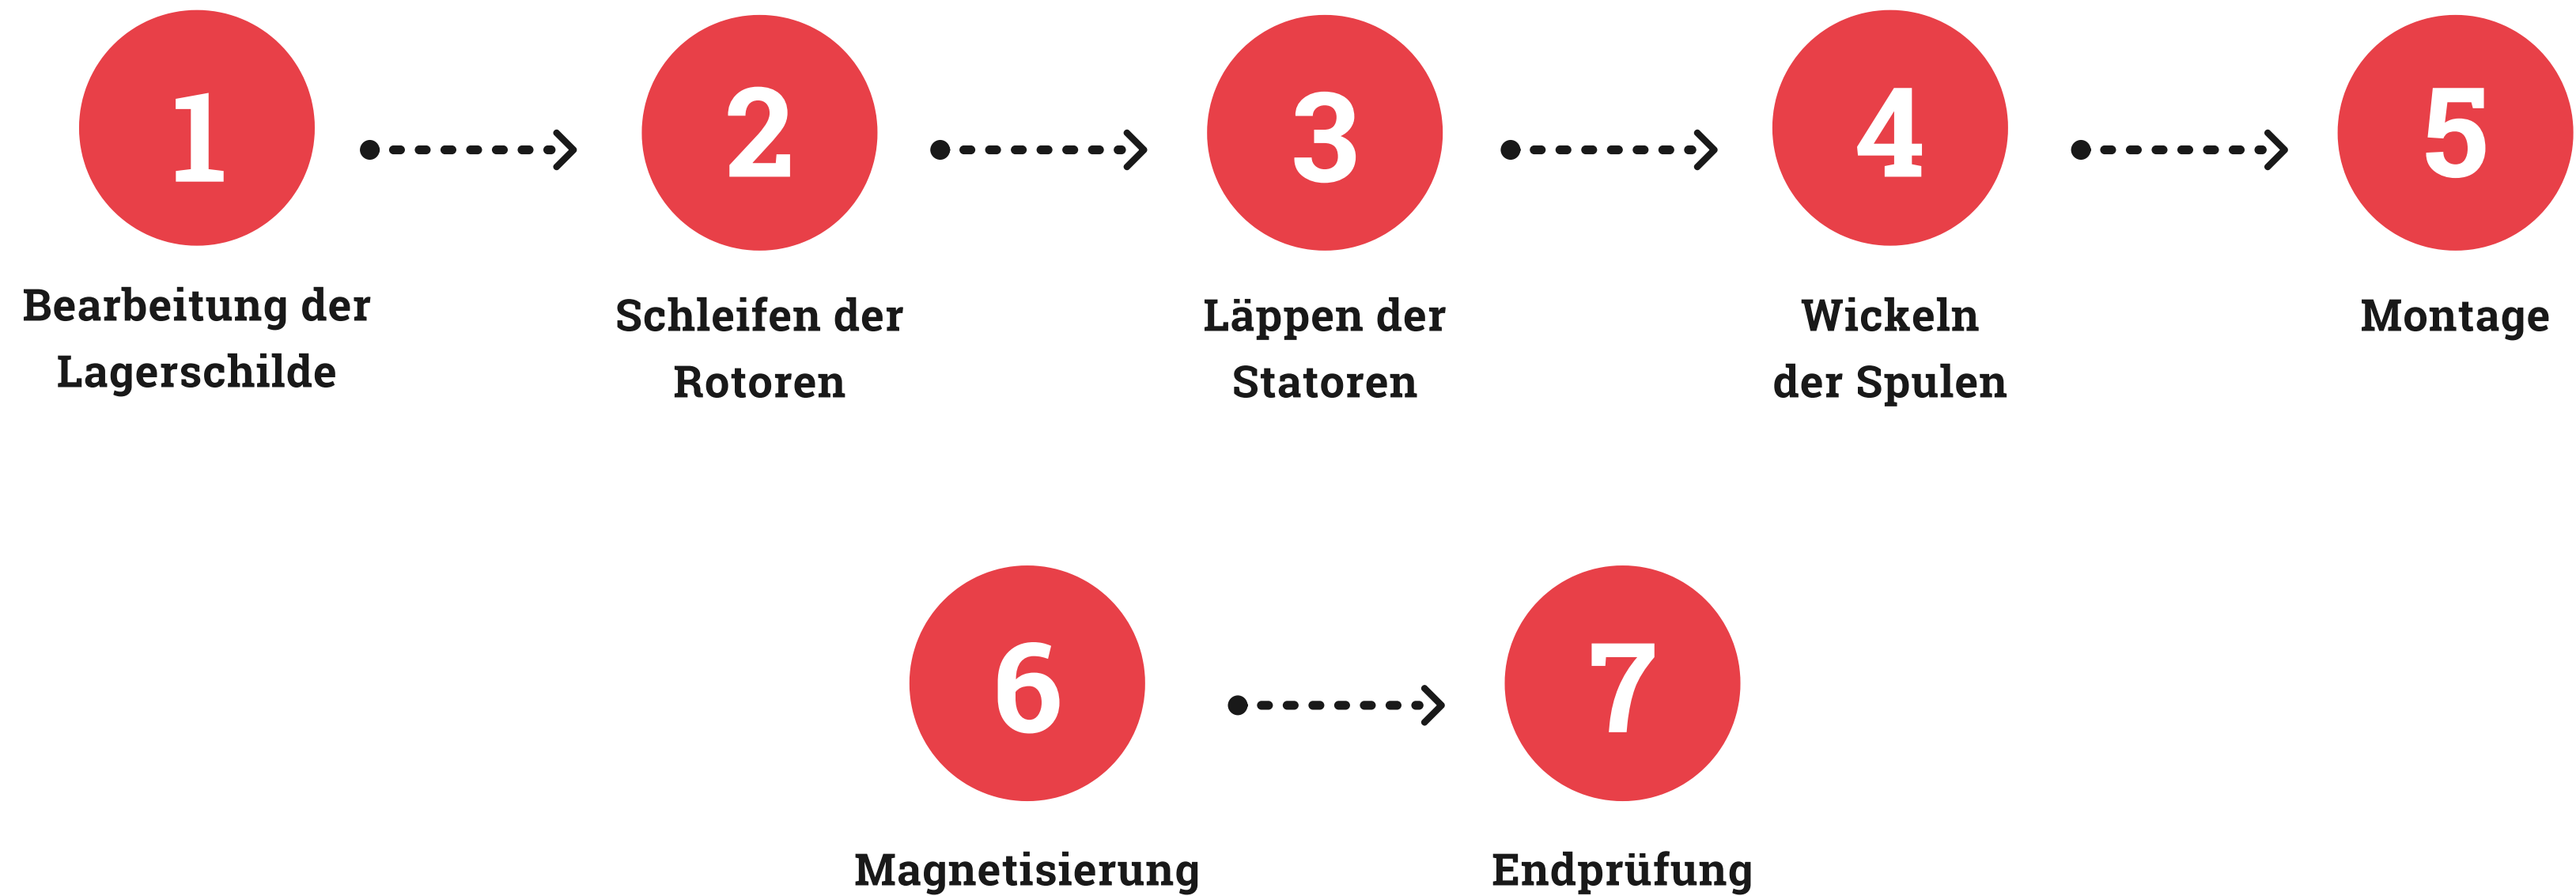 1
2
3
4
5
Bearbeitung der
Lagerschilde
Schleifen der
Rotoren
Läppen der
Statoren
Wickeln
der Spulen
Montage
6
7
Magnetisierung
Endprüfung